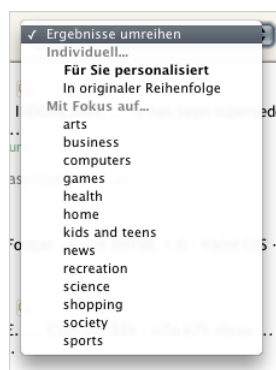 ✓ Ergebnisse umreihen
Individuell...
Für Sie personalisiert
In originaler Reihenfolge
Mit Fokus auf...
arts
business
computers
games
health
home
kids and teens
news
recreation
science
shopping
society
sports